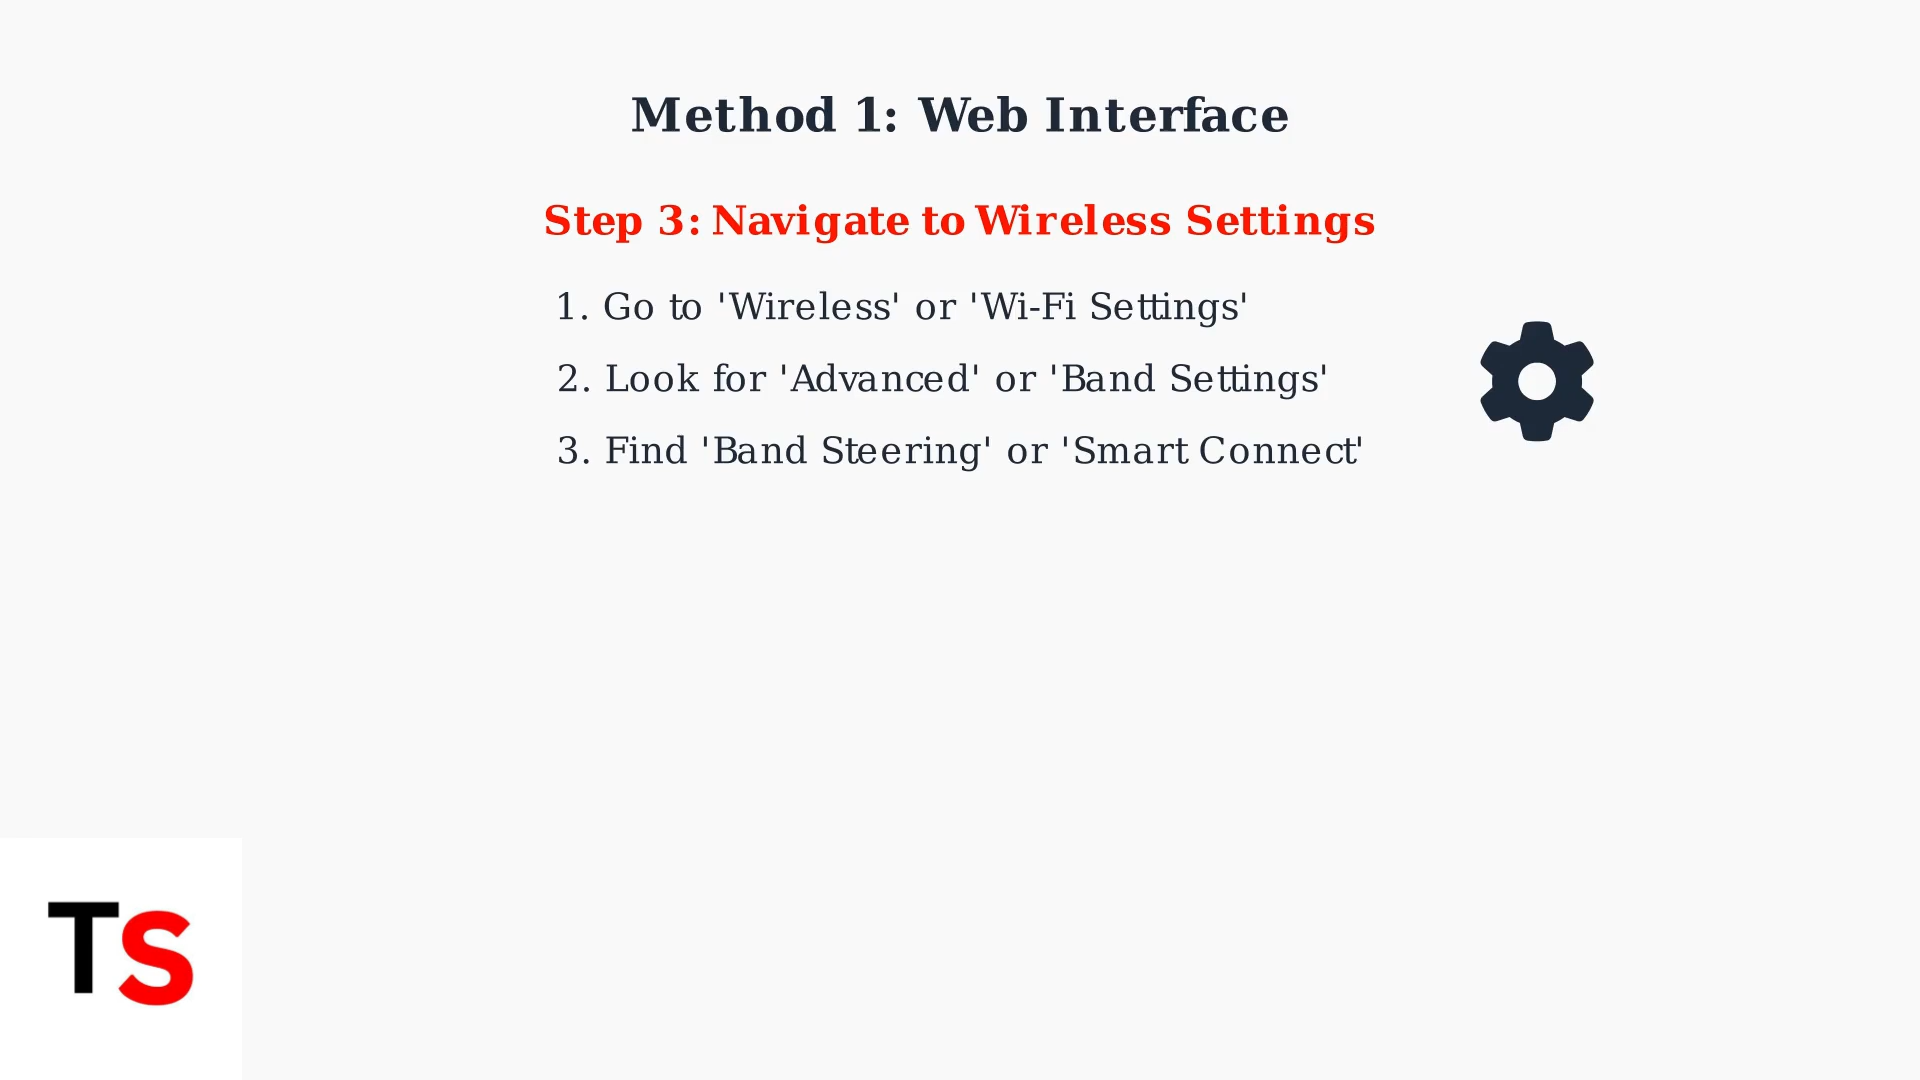 Method 1: Web Interface
Step 3: Navigate to Wireless Settings
1. Go to 'Wireless' or 'Wi-Fi Settings'
2. Look for 'Advanced' or 'Band Settings'
3. Find 'Band Steering' or 'Smart Connect'
TS